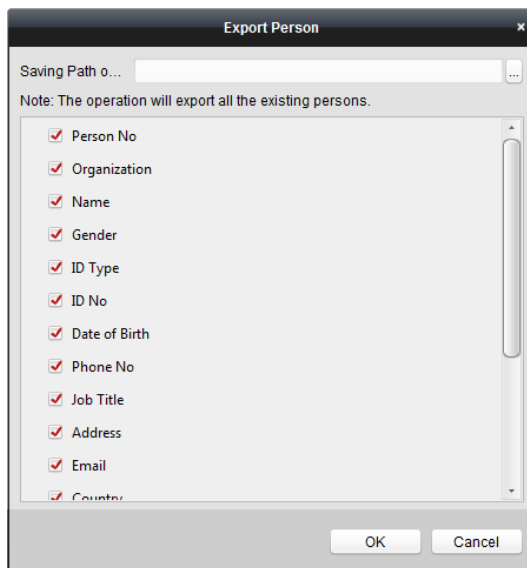 Export Person ×
Saving Path o... ...
Note: The operation will export all the existing persons.
Person No
Organization
Name
Gender
ID Type
ID No
Date of Birth
Phone No
Job Title
Address
Email
Country
OK Cancel